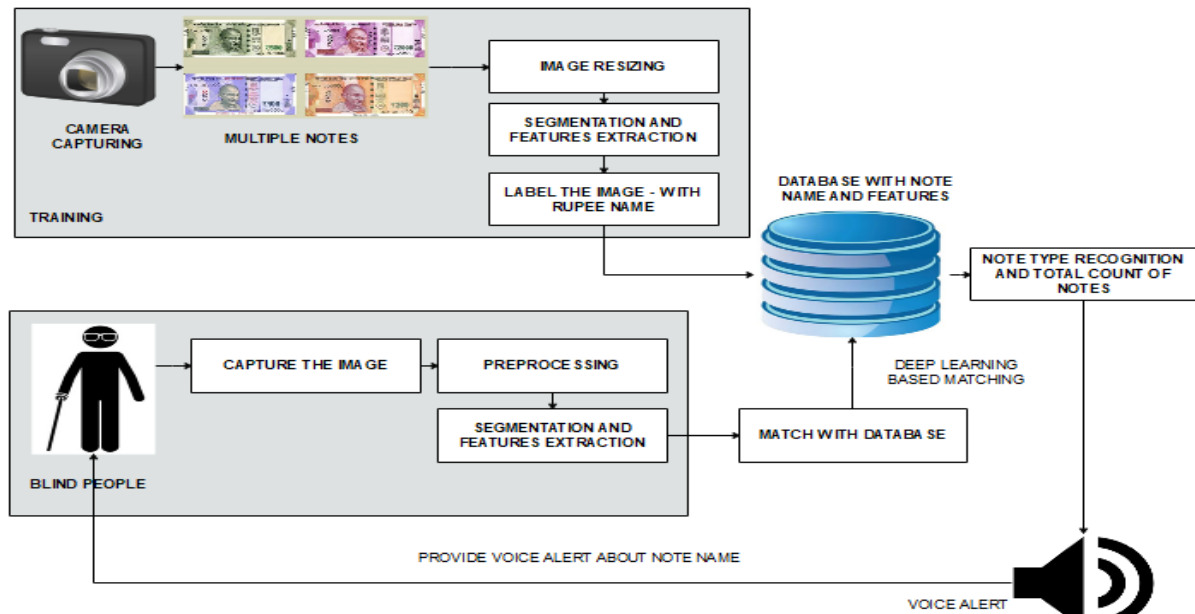 CAMERA
CAPTURING
MULTIPLE NOTES
IMAGE RESIZING
SEGMENTATION AND
FEATURES EXTRACTION
LABEL THE IMAGE - WITH
RUPEE NAME
TRAINING
DATABASE WITH NOTE
NAME AND FEATURES
NOTE TYPE RECOGNITION
AND TOTAL COUNT OF
NOTES
BLIND PEOPLE
CAPTURE THE IMAGE
PREPROCESSING
SEGMENTATION AND
FEATURES EXTRACTION
MATCH WITH DATABASE
DEEP LEARNING
BASED MATCHING
PROVIDE VOICE ALERT ABOUT NOTE NAME
VOICE ALERT